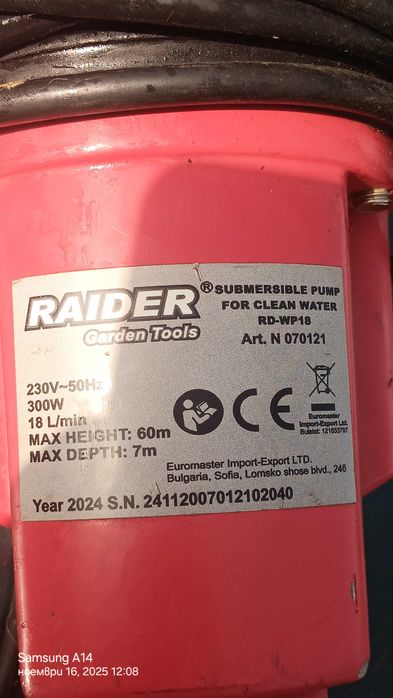 RAIDER®
Garden Tools
SUBMERSIBLE PUMP
FOR CLEAN WATER
RD-WP18
Art. N 070121
230V~50Hz
300W
18 L/min
MAX HEIGHT: 60m
MAX DEPTH: 7m
CE
Euromaster
Import-Export Ltd.
Bulstat: 121633797
Euromaster Import-Export LTD.
Bulgaria, Sofia, Lomsko shose blvd., 246
Year 2024 S.N. 24112007012102040
Samsung A14
ноември 16, 2025 12:08